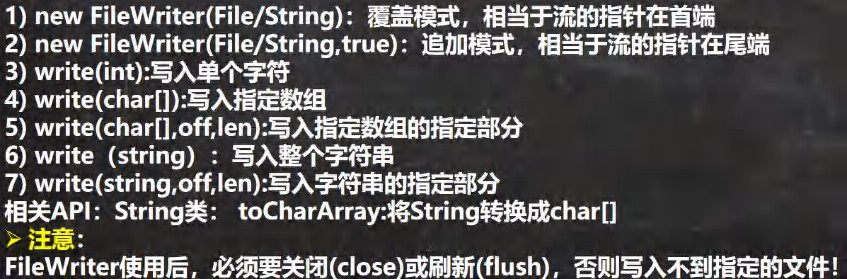 1) new FileWriter(File/String)：覆盖模式，相当于流的指针在首端
2) new FileWriter(File/String,true)：追加模式，相当于流的指针在尾端
3) write(int):写入单个字符
4) write(char[]):写入指定数组
5) write(char[],off,len):写入指定数组的指定部分
6) write（string）：写入整个字符串
7) write(string,off,len):写入字符串的指定部分
相关API：String类： toCharArray:将String转换成char[]
➢ 注意：
FileWriter使用后，必须要关闭(close)或刷新(flush)，否则写入不到指定的文件！